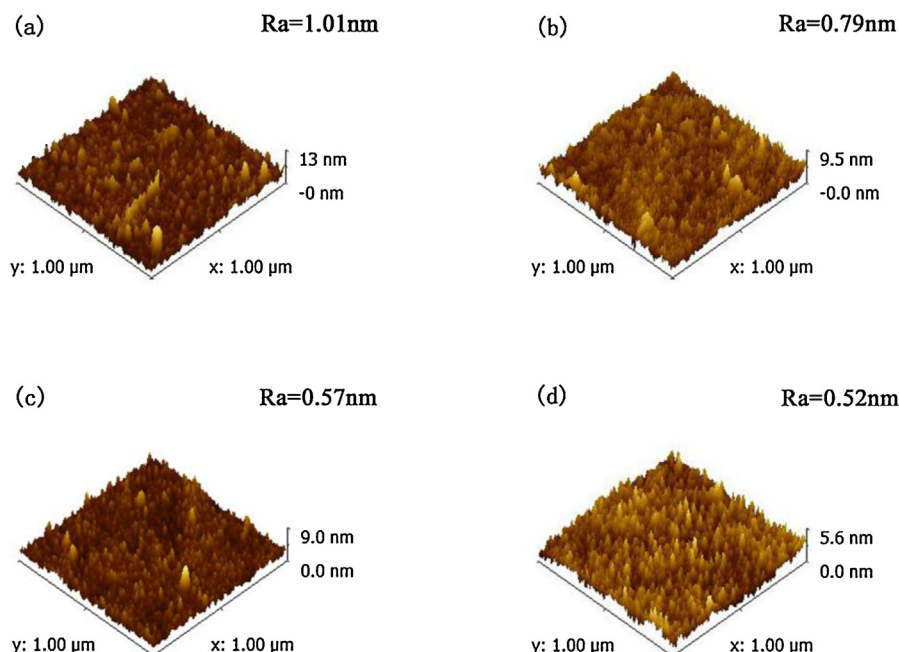 (a)
Ra=1.01nm
13 nm
-0 nm
y: 1.00 µm
x: 1.00 µm
(b)
Ra=0.79nm
9.5 nm
-0.0 nm
y: 1.00 µm
x: 1.00 µm
(c)
Ra=0.57nm
9.0 nm
0.0 nm
y: 1.00 µm
x: 1.00 µm
(d)
Ra=0.52nm
5.6 nm
0.0 nm
y: 1.00 µm
x: 1.00 µm